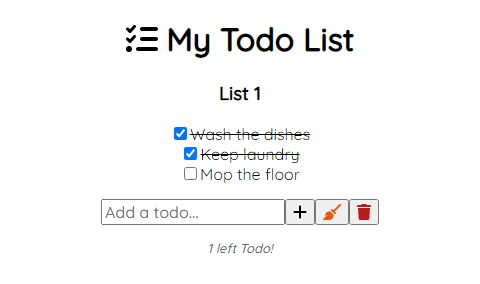 My Todo List
List 1
Wash the dishes
Keep laundry
Mop the floor
Add a todo...
1 left Todo!